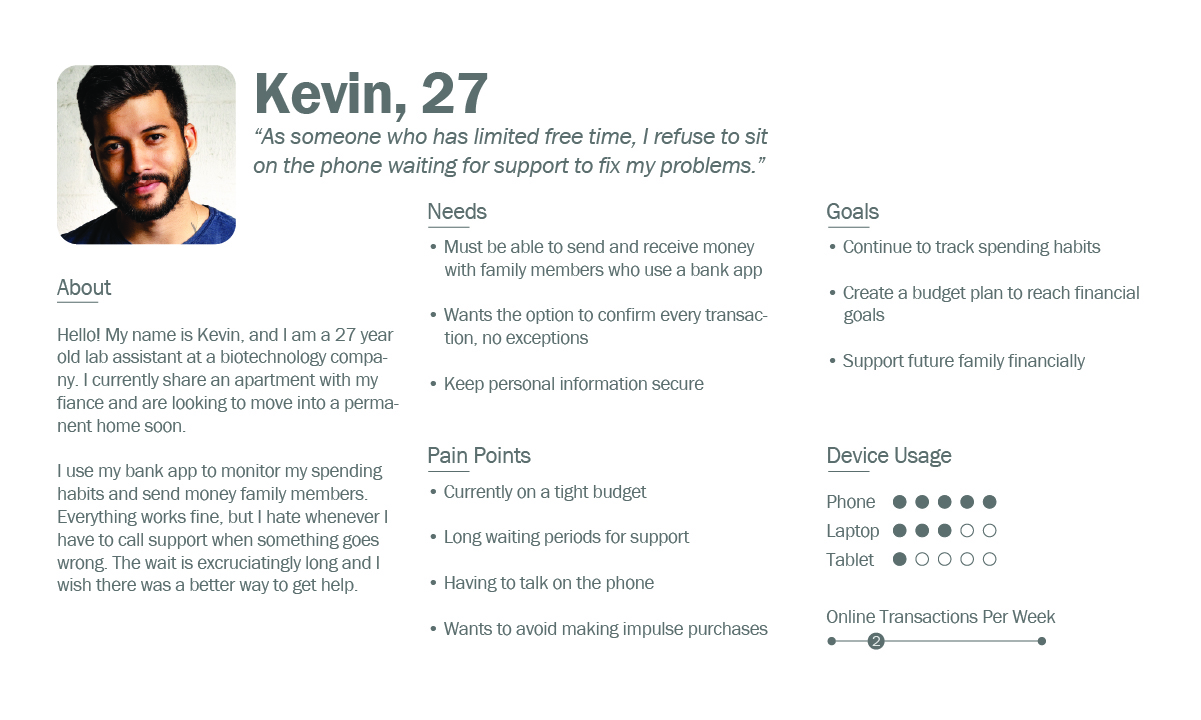 Kevin, 27
“As someone who has limited free time, I refuse to sit
on the phone waiting for support to fix my problems.”
About
Hello! My name is Kevin, and I am a 27 year
old lab assistant at a biotechnology compa-
ny. I currently share an apartment with my
fiance and are looking to move into a perma-
nent home soon.
I use my bank app to monitor my spending
habits and send money family members.
Everything works fine, but I hate whenever I
have to call support when something goes
wrong. The wait is excruciatingly long and I
wish there was a better way to get help.
Needs
• Must be able to send and receive money
with family members who use a bank app
• Wants the option to confirm every transac-
tion, no exceptions
• Keep personal information secure
Pain Points
• Currently on a tight budget
• Long waiting periods for support
• Having to talk on the phone
• Wants to avoid making impulse purchases
Goals
• Continue to track spending habits
• Create a budget plan to reach financial
goals
• Support future family financially
Device Usage
Phone
Laptop
Tablet
Online Transactions Per Week
2